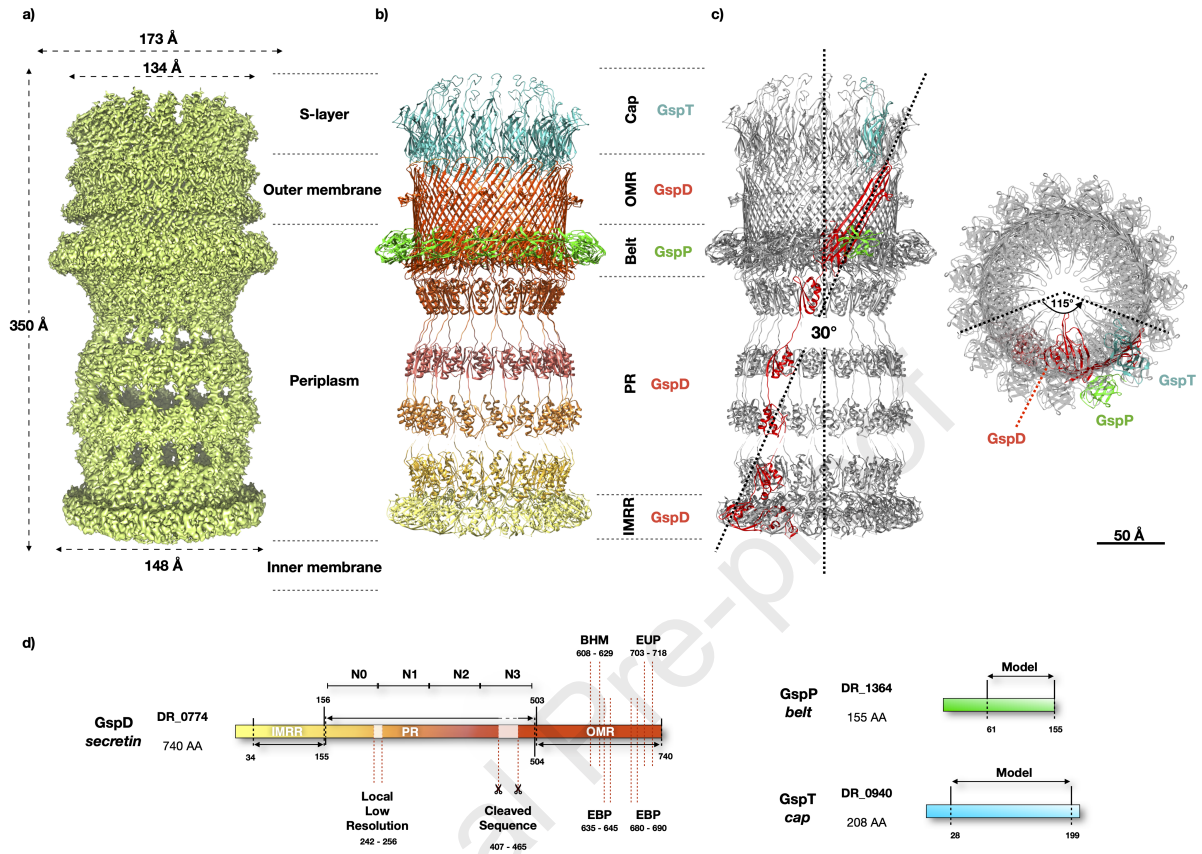 a)
b)
c)
173 Å
134 Å
350 Å
148 Å
S-layer
Outer membrane
Periplasm
Inner membrane
Cap GspT
OMR GspD
Belt GspP
PR GspD
IMRR GspD
30°
115°
GspT
GspP
GspD
50 Å
d)
BHM
608 - 629
EUP
703 - 718
N0 N1 N2 N3
156
503
GspD
secretin
DR_0774
740 AA
IMRR
PR
OMR
34
155
504
740
Local
Low
Resolution
242 - 256
Cleaved
Sequence
407 - 465
EBP
635 - 645
EBP
680 - 690
GspP
belt
DR_1364
155 AA
Model
61
155
GspT
cap
DR_0940
208 AA
Model
28
199
al Pre-proof